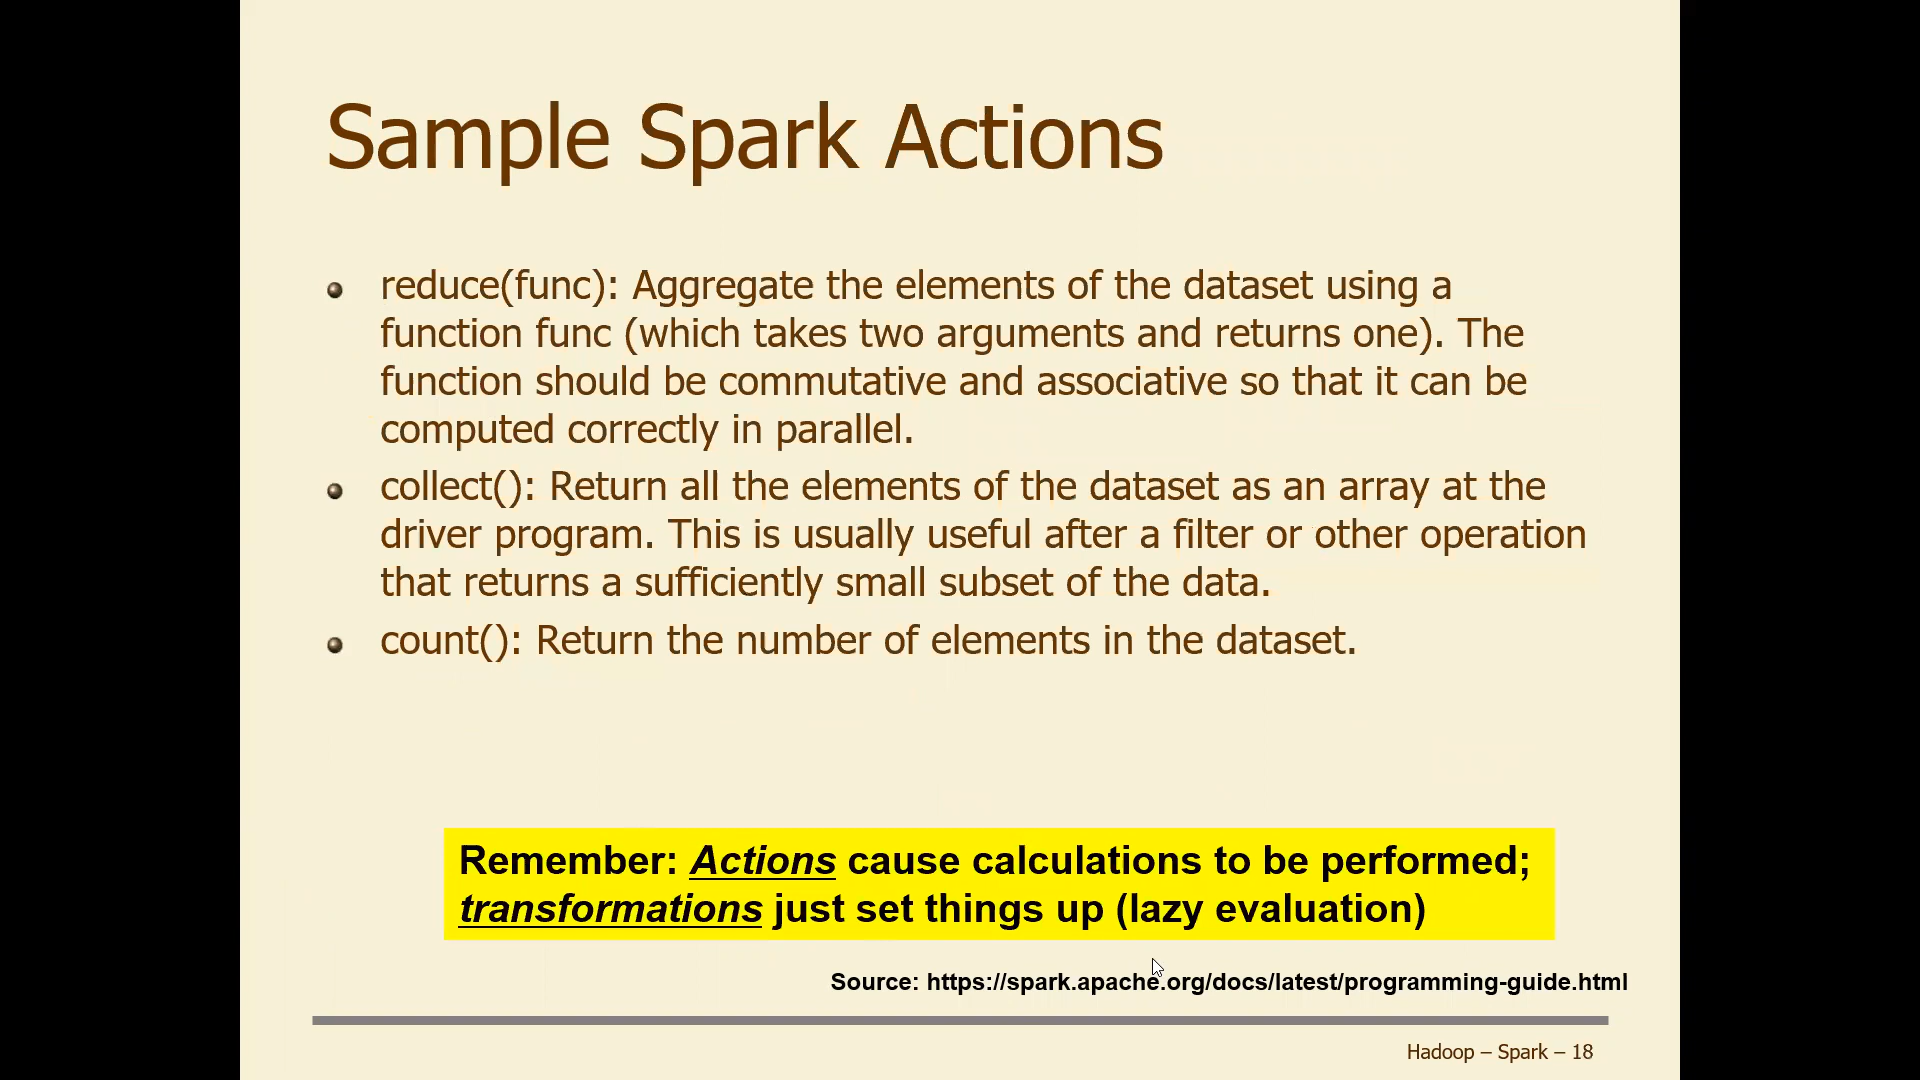 Sample Spark Actions
reduce(func): Aggregate the elements of the dataset using a
function func (which takes two arguments and returns one). The
function should be commutative and associative so that it can be
computed correctly in parallel.
collect(): Return all the elements of the dataset as an array at the
driver program. This is usually useful after a filter or other operation
that returns a sufficiently small subset of the data.
count(): Return the number of elements in the dataset.
Remember: Actions cause calculations to be performed;
transformations just set things up (lazy evaluation)
Source: https://spark.apache.org/docs/latest/programming-guide.html
Hadoop – Spark – 18